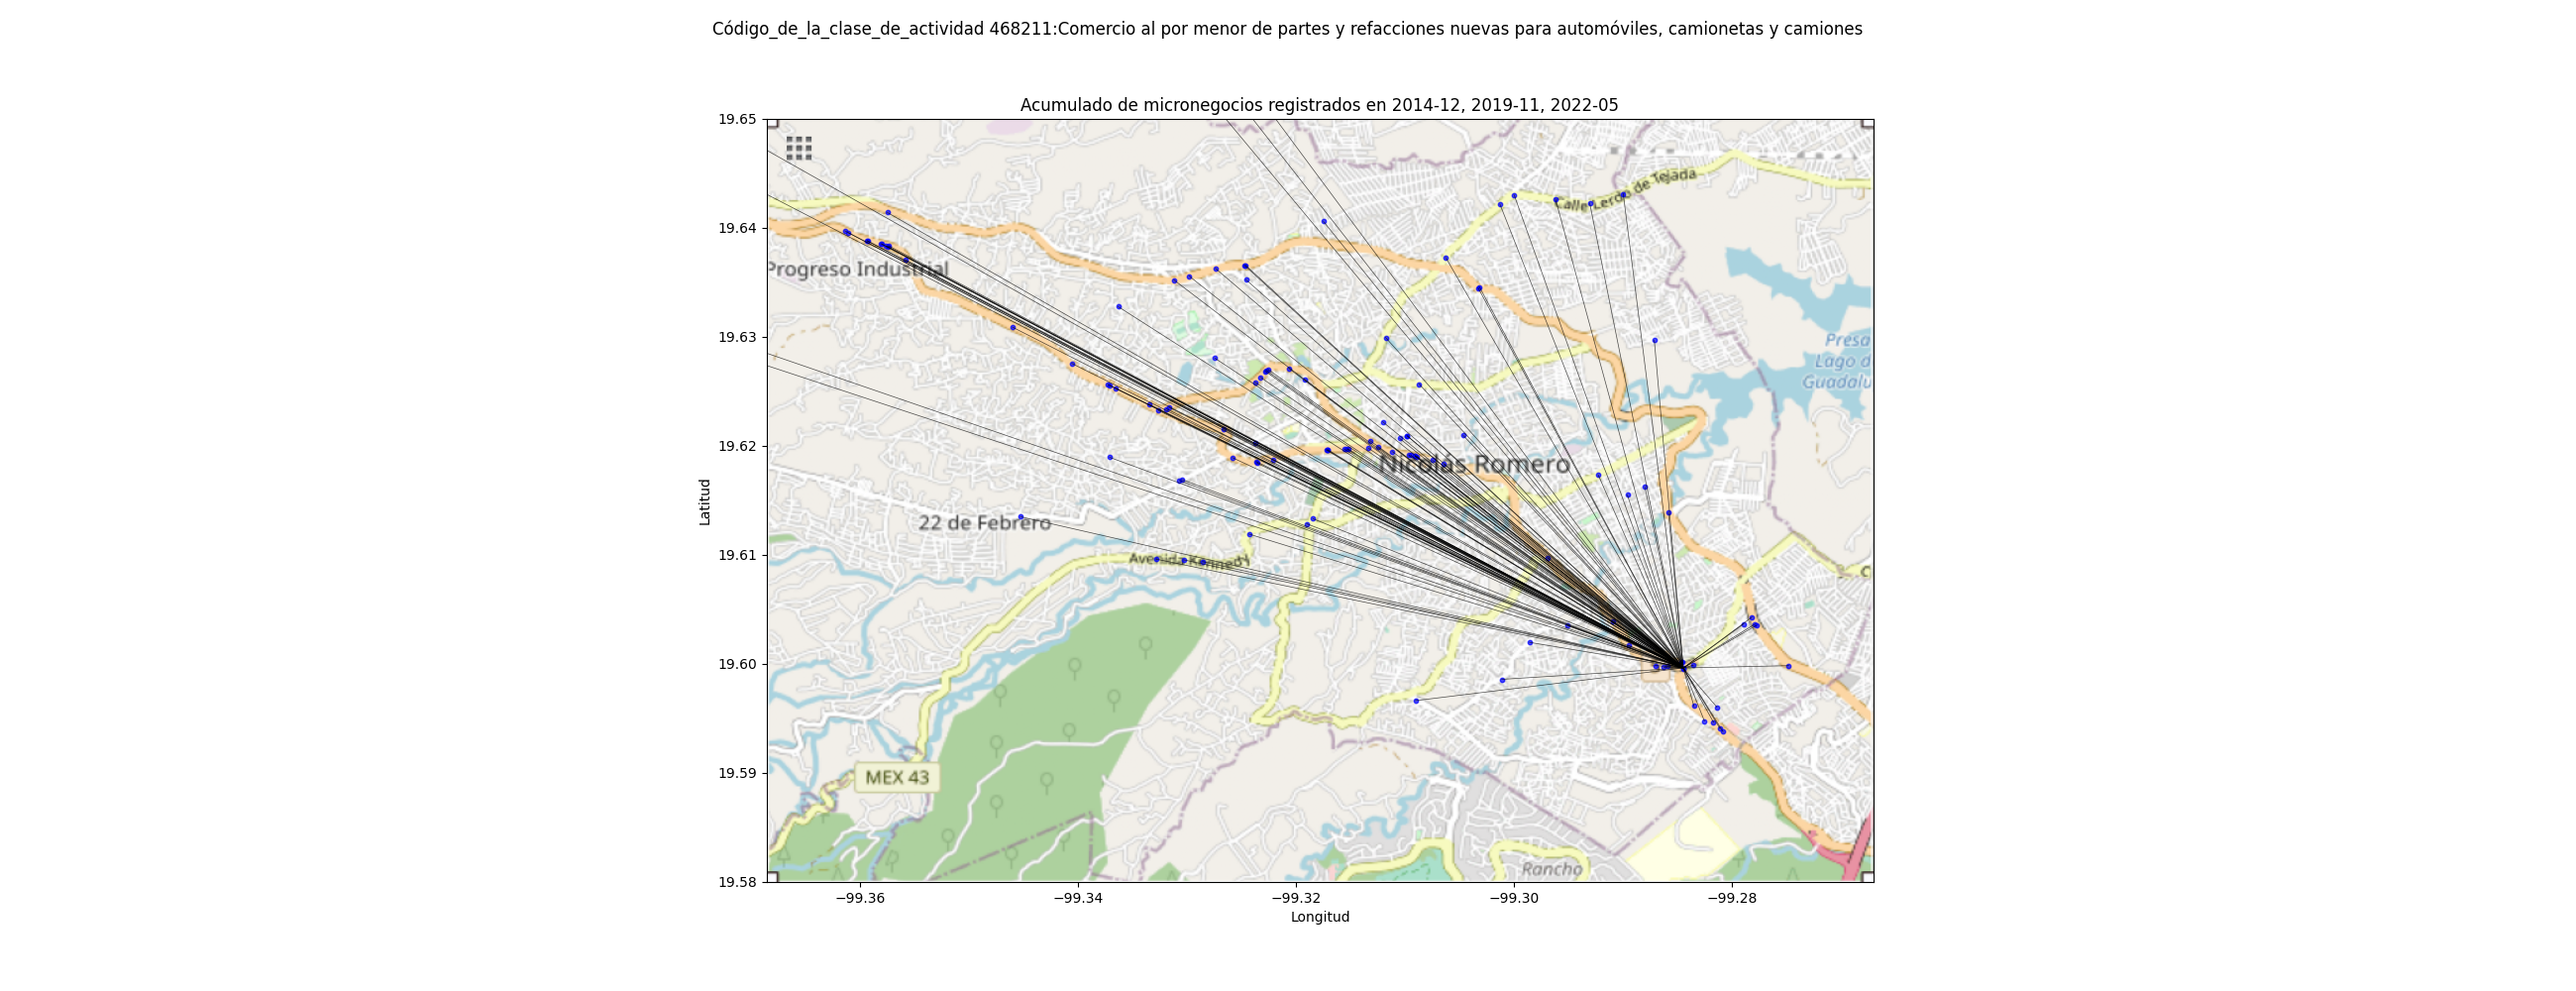 Código_de_la_clase_de_actividad 468211:Comercio al por menor de partes y refacciones nuevas para automóviles, camionetas y camiones
Acumulado de micronegocios registrados en 2014-12, 2019-11, 2022-05
19.65
19.64
19.63
19.62
19.61
19.60
19.59
19.58
Latitud
Calle Lerdo de Tejada
Progreso Industrial
Presa
Lago d
Guadalu
Nicolás Romero
22 de Febrero
Avenida Kennedy
C
MEX 43
Rancho
−99.36
−99.34
−99.32
−99.30
−99.28
Longitud